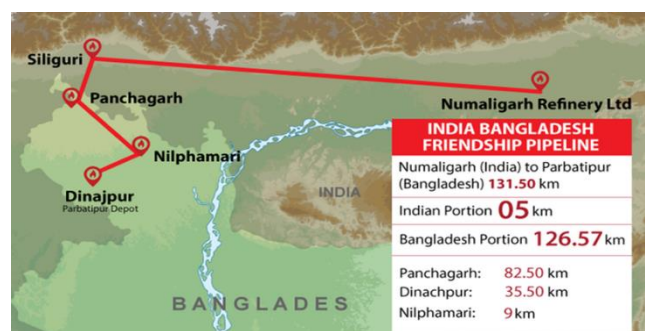 Siliguri
Panchagarh
Numaligarh Refinery Ltd
Nilphamari
Dinajpur
Parbatipur Depot
INDIA
BANGLADES
INDIA BANGLADESH
FRIENDSHIP PIPELINE
Numaligarh (India) to Parbatipur
(Bangladesh) 131.50 km
Indian Portion 05 km
Bangladesh Portion 126.57 km
Panchagarh: 82.50 km
Dinachpur: 35.50 km
Nilphamari: 9 km